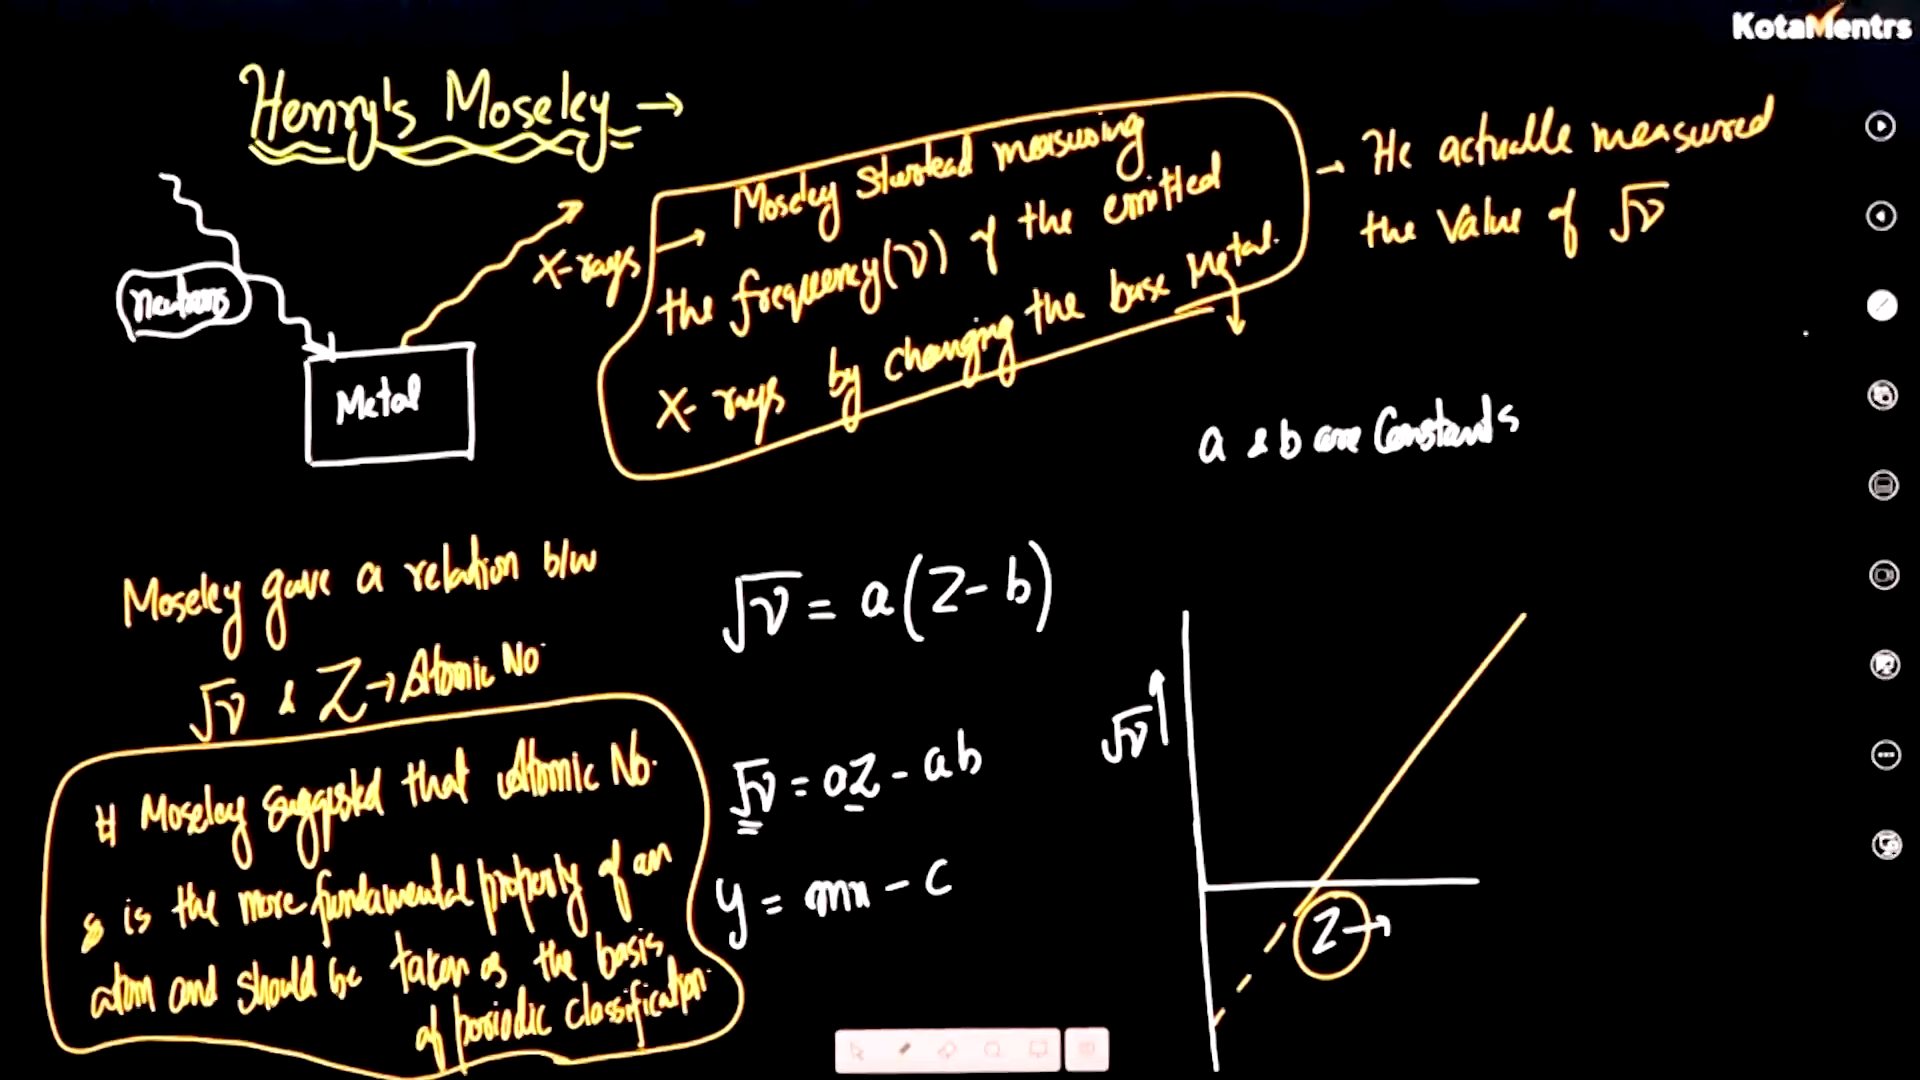 KotaMentrs
Henry's Moseley →
neutrons
Metal
X-rays
→ Moseley started measuring
the frequency(ν) of the emitted
X-rays by changing the base Metal.
→ He actualle measured
the value of √ν
a & b are Constants
Moseley gave a relation b/w
√ν & Z → Atomic No
# Moseley suggested that Atomic No.
is the more fundamental property of an
atom and should be taken as the basis
of periodic classification.
√ν = a(Z-b)
√ν = aZ - ab
y = mx - c
√ν
Z →